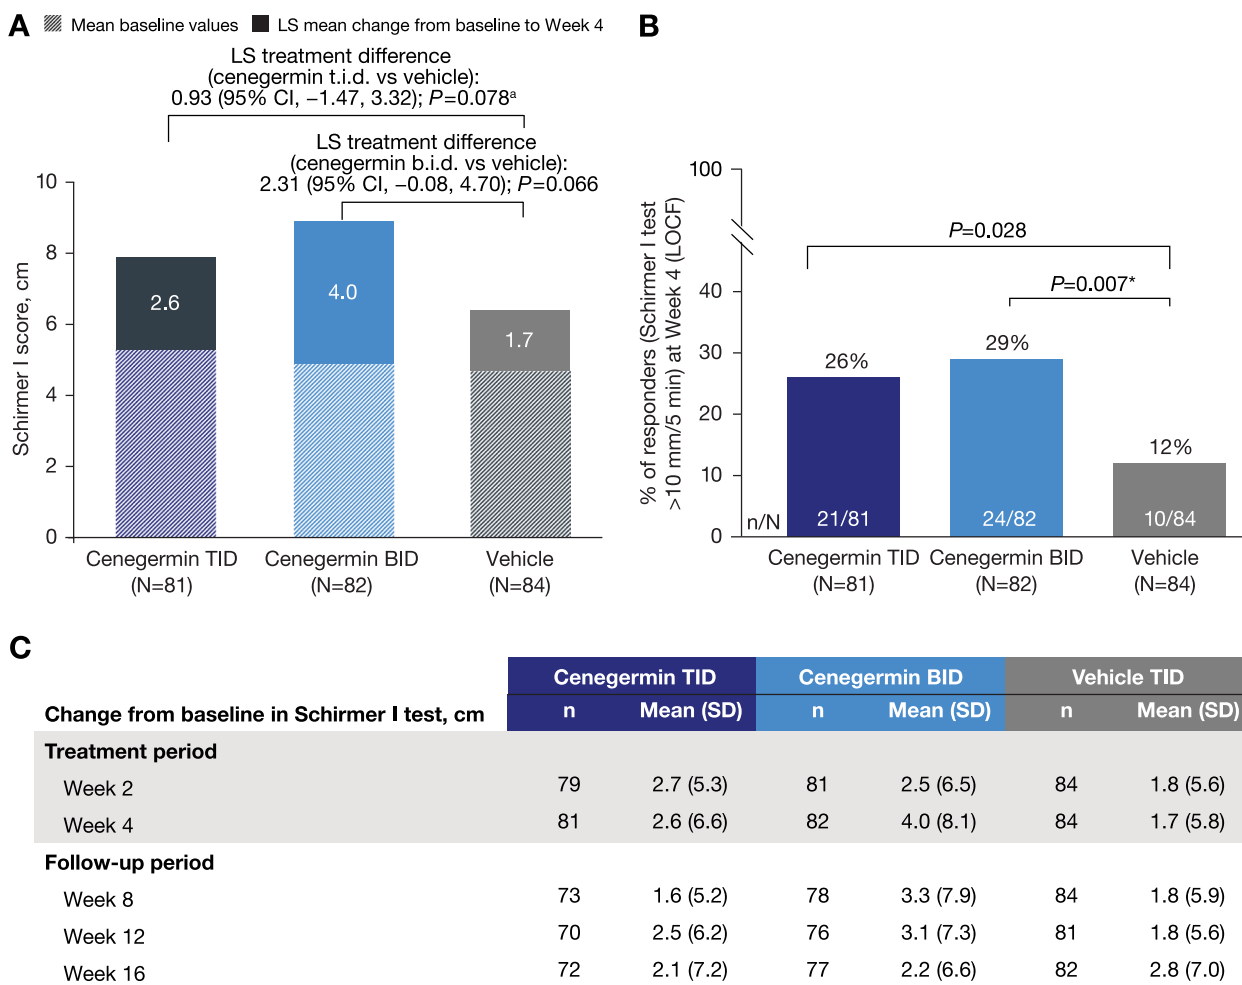 A
Mean baseline values
LS mean change from baseline to Week 4
LS treatment difference
(cenegermin t.i.d. vs vehicle):
0.93 (95% CI, −1.47, 3.32); P=0.078ᵃ
LS treatment difference
(cenegermin b.i.d. vs vehicle):
2.31 (95% CI, −0.08, 4.70); P=0.066
Schirmer I score, cm
10
8
6
4
2
0
2.6
4.0
1.7
Cenegermin TID
(N=81)
Cenegermin BID
(N=82)
Vehicle
(N=84)
B
% of responders (Schirmer I test
>10 mm/5 min) at Week 4 (LOCF)
100
40
30
20
10
0
P=0.028
P=0.007*
26%
29%
12%
n/N
21/81
24/82
10/84
Cenegermin TID
(N=81)
Cenegermin BID
(N=82)
Vehicle
(N=84)
C
Cenegermin TID Cenegermin BID Vehicle TID
Change from baseline in Schirmer I test, cm n Mean (SD) n Mean (SD) n Mean (SD)
Treatment period
Week 2 79 2.7 (5.3) 81 2.5 (6.5) 84 1.8 (5.6)
Week 4 81 2.6 (6.6) 82 4.0 (8.1) 84 1.7 (5.8)
Follow-up period
Week 8 73 1.6 (5.2) 78 3.3 (7.9) 84 1.8 (5.9)
Week 12 70 2.5 (6.2) 76 3.1 (7.3) 81 1.8 (5.6)
Week 16 72 2.1 (7.2) 77 2.2 (6.6) 82 2.8 (7.0)